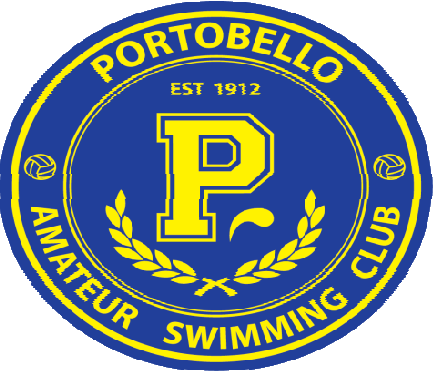 PORTOBELLO
EST 1912
P
AMATEUR SWIMMING CLUB